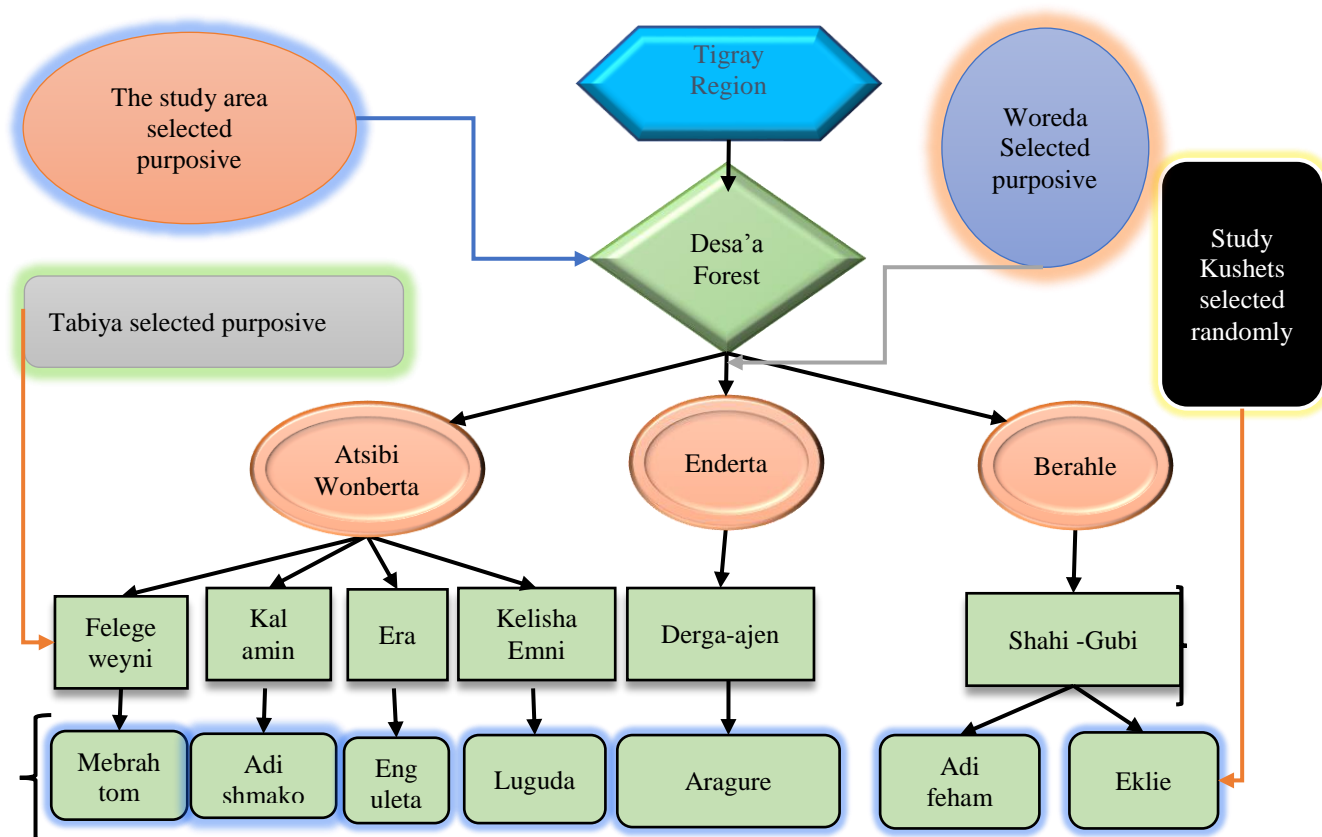 Tigray
Region
The study area
selected
purposive
Woreda
Selected
purposive
Study
Kushets
selected
randomly
Desa’a
Forest
Tabiya selected purposive
Atsibi
Wonberta
Enderta
Berahle
Felege
weyni
Kal
amin
Era
Kelisha
Emni
Derga-ajen
Shahi -Gubi
Mebrah
tom
Adi
shmako
Eng
uleta
Luguda
Aragure
Adi
feham
Eklie